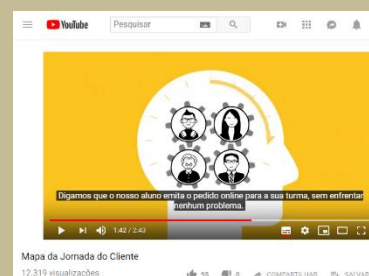 YouTube
Pesquisar
Digamos que o nosso aluno emita o pedido online para a sua turma, sem enfrentar
nenhum problema.
1:42 / 2:43
Mapa da Jornada do Cliente
12.319 visualizações
95
0
COMPARTILHAR
SALVAR